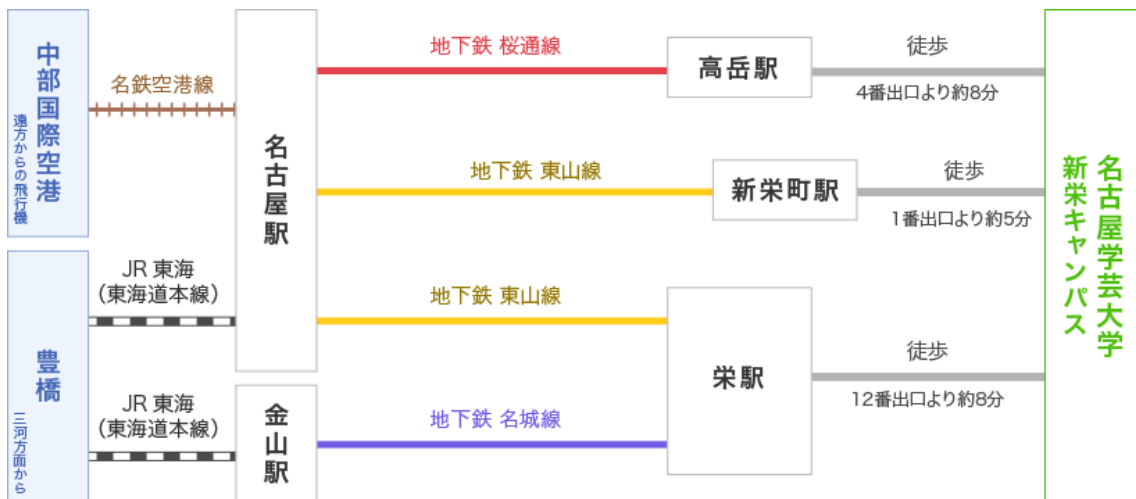 中部国際空港
遠方からの飛行機
豊橋
三河方面から
名鉄空港線
JR 東海
(東海道本線)
JR 東海
(東海道本線)
名古屋駅
金山駅
地下鉄 桜通線
地下鉄 東山線
地下鉄 東山線
地下鉄 名城線
高岳駅
新栄町駅
栄駅
徒歩
4番出口より約8分
徒歩
1番出口より約5分
徒歩
12番出口より約8分
名古屋学芸大学
新栄キャンパス